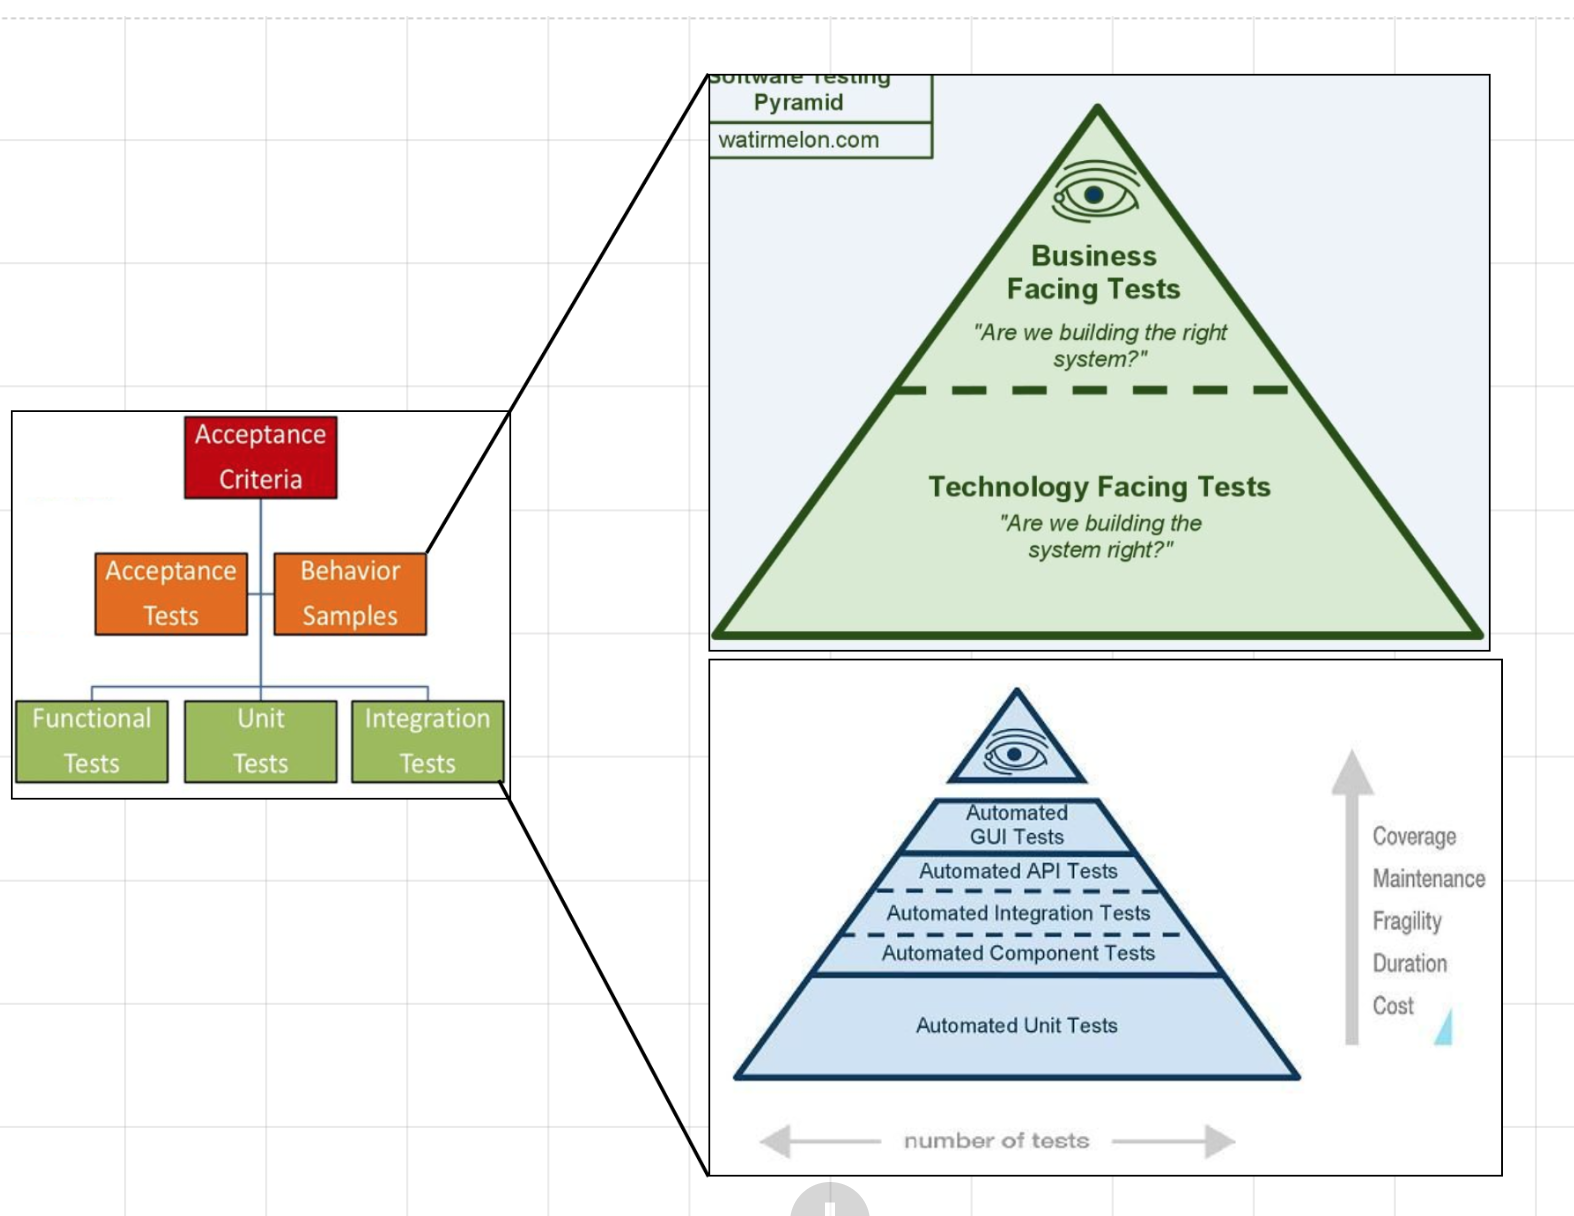 Acceptance
Criteria
Acceptance
Tests
Behavior
Samples
Functional
Tests
Unit
Tests
Integration
Tests
Software Testing
Pyramid
watirmelon.com
Business
Facing Tests
"Are we building the right
system?"
Technology Facing Tests
"Are we building the
system right?"
Automated
GUI Tests
Automated API Tests
Automated Integration Tests
Automated Component Tests
Automated Unit Tests
Coverage
Maintenance
Fragility
Duration
Cost
number of tests